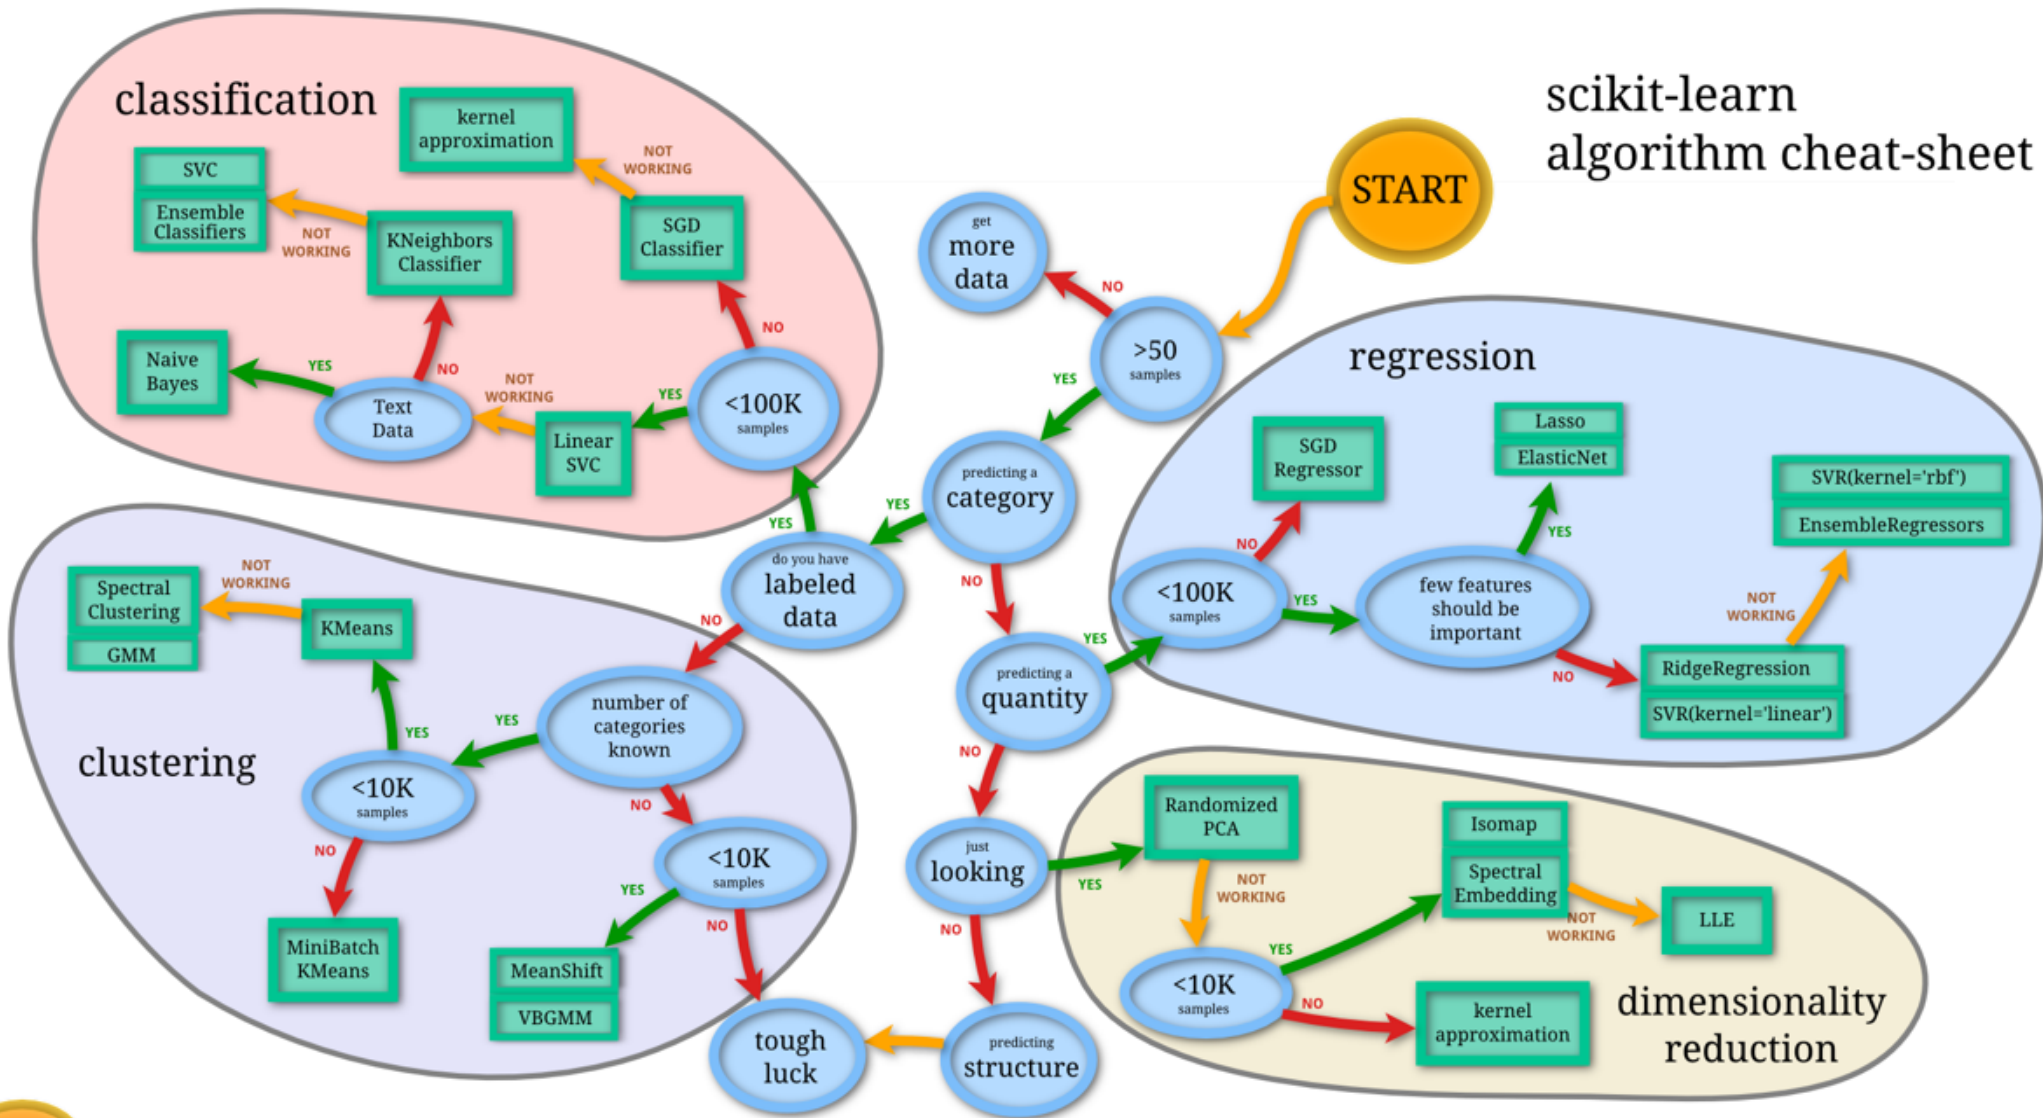 scikit-learn
algorithm cheat-sheet
START
classification
kernel
approximation
NOT
WORKING
SVC
Ensemble
Classifiers
NOT
WORKING
KNeighbors
Classifier
SGD
Classifier
NO
Naive
Bayes
YES
Text
Data
NO
NOT
WORKING
Linear
SVC
YES
<100K
samples
get
more
data
NO
>50
samples
YES
predicting a
category
YES
YES
do you have
labeled
data
NO
NO
predicting a
quantity
YES
NO
just
looking
YES
NO
predicting
structure
tough
luck
regression
SGD
Regressor
Lasso
ElasticNet
SVR(kernel='rbf')
EnsembleRegressors
NO
YES
<100K
samples
YES
few features
should be
important
NOT
WORKING
NO
RidgeRegression
SVR(kernel='linear')
clustering
Spectral
Clustering
GMM
NOT
WORKING
KMeans
YES
YES
number of
categories
known
<10K
samples
NO
NO
<10K
samples
YES
NO
MiniBatch
KMeans
MeanShift
VBGMM
Randomized
PCA
NOT
WORKING
Isomap
Spectral
Embedding
NOT
WORKING
LLE
YES
<10K
samples
NO
kernel
approximation
dimensionality
reduction